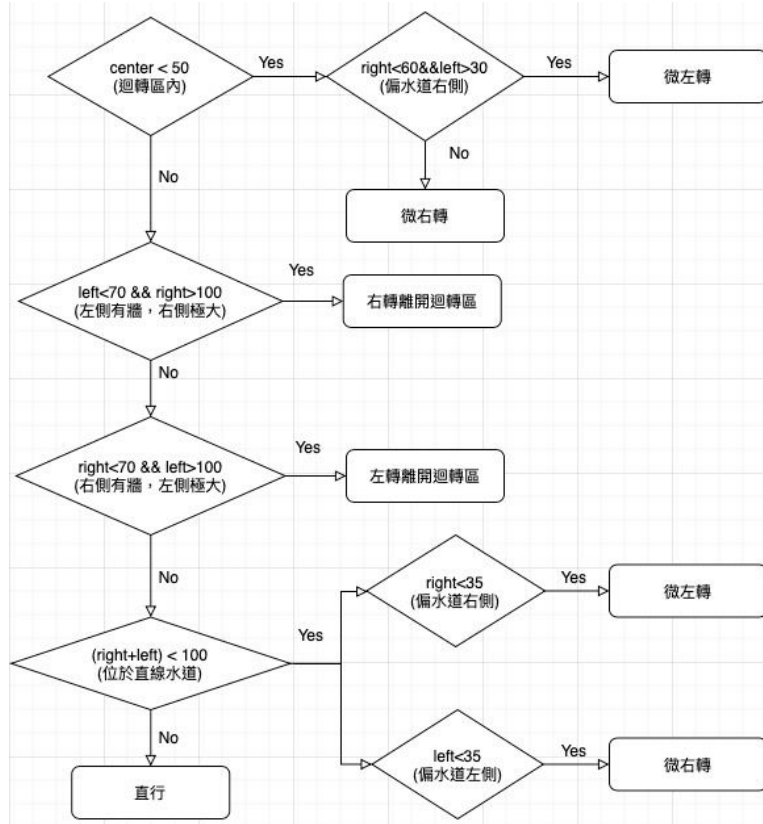 center < 50
(迴轉區內)
Yes
right<60&&left>30
(偏水道右側)
Yes
微左轉
No
No
微右轉
left<70 && right>100
(左側有牆，右側極大)
Yes
右轉離開迴轉區
No
right<70 && left>100
(右側有牆，左側極大)
Yes
左轉離開迴轉區
No
right<35
(偏水道右側)
Yes
微左轉
(right+left) < 100
(位於直線水道)
Yes
No
left<35
(偏水道左側)
Yes
微右轉
直行